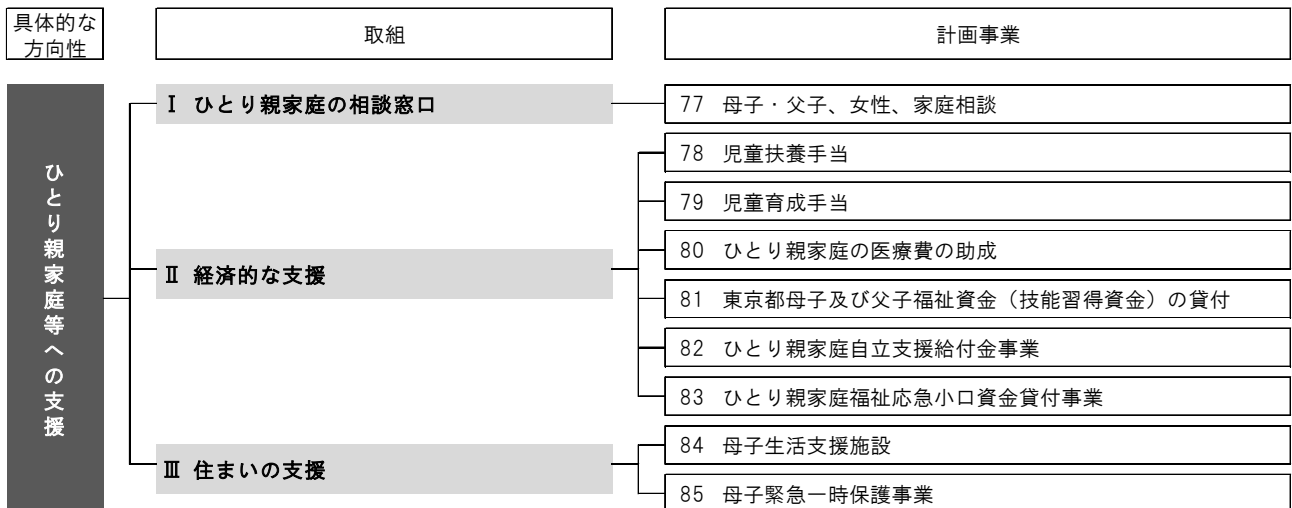 具体的な
方向性
取組
計画事業
ひとり親家庭等への支援
Ⅰ ひとり親家庭の相談窓口
77 母子・父子、女性、家庭相談
Ⅱ 経済的な支援
78 児童扶養手当
79 児童育成手当
80 ひとり親家庭の医療費の助成
81 東京都母子及び父子福祉資金（技能習得資金）の貸付
82 ひとり親家庭自立支援給付金事業
83 ひとり親家庭福祉応急小口資金貸付事業
Ⅲ 住まいの支援
84 母子生活支援施設
85 母子緊急一時保護事業